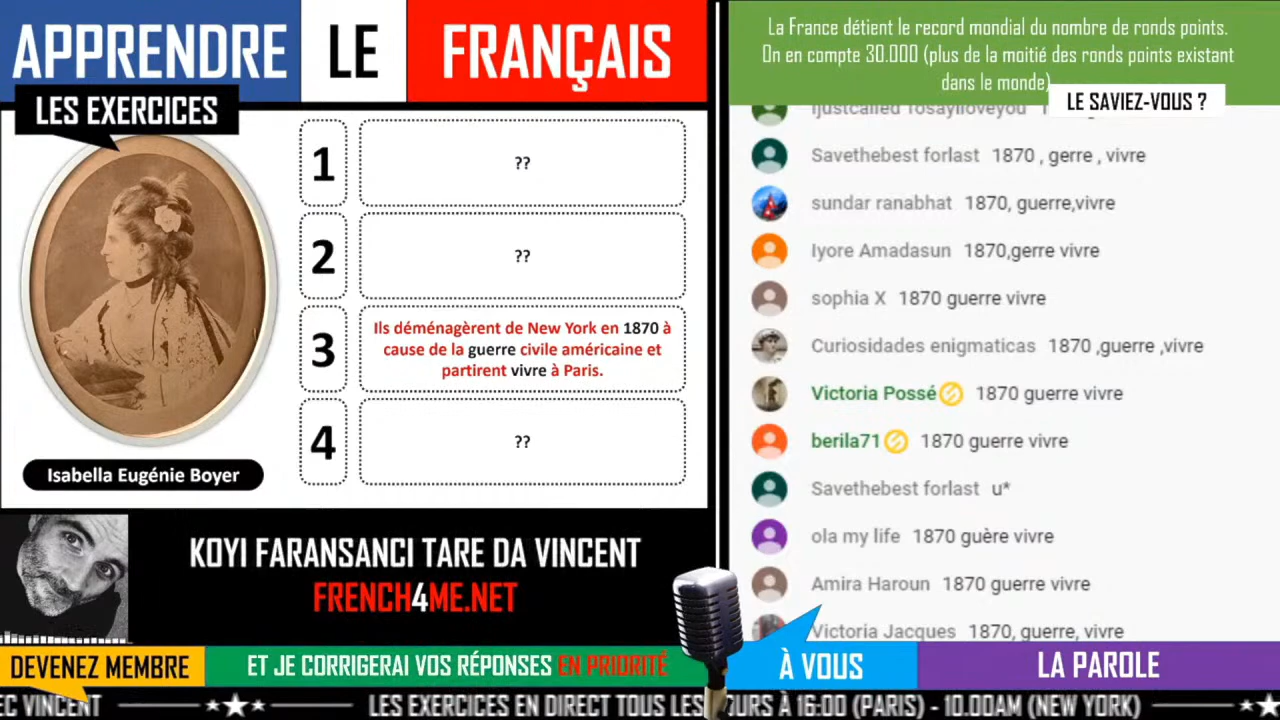 APPRENDRE LE FRANÇAIS
LES EXERCICES
1
??
2
??
3
Ils déménagèrent de New York en 1870 à
cause de la guerre civile américaine et
partirent vivre à Paris.
4
??
Isabella Eugénie Boyer
KOYI FARANSANCI TARE DA VINCENT
FRENCH4ME.NET
DEVENEZ MEMBRE
ET JE CORRIGERAI VOS RÉPONSES EN PRIORITÉ
La France détient le record mondial du nombre de ronds points.
On en compte 30.000 (plus de la moitié des ronds points existant
dans le monde)
LE SAVIEZ-VOUS ?
ijustcalled Tosayiloveyou
Savethebest forlast 1870 , gerre , vivre
sundar ranabhat 1870, guerre,vivre
Iyore Amadasun 1870,gerre vivre
sophia X 1870 guerre vivre
Curiosidades enigmaticas 1870 ,guerre ,vivre
Victoria Possé 1870 guerre vivre
berila71 1870 guerre vivre
Savethebest forlast u*
ola my life 1870 guère vivre
Amira Haroun 1870 guerre vivre
Victoria Jacques 1870, guerre, vivre
À VOUS
LA PAROLE
EC VINCENT LES EXERCICES EN DIRECT TOUS LES OURS À 16:00 (PARIS) - 10.00AM (NEW YORK)